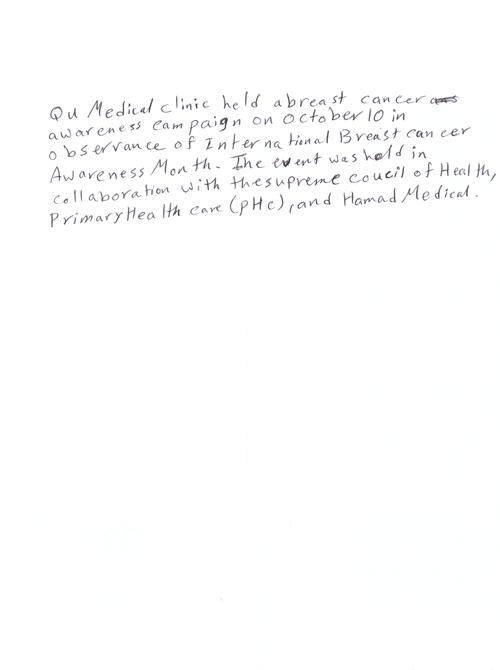 Qu Medical clinic held abreast cancer
awareness campaign on October 10 in
observance of International Breast cancer
Awareness Month. The event was held in
collaboration with thesupreme coucil of Health,
Primary Health care (pHc), and Hamad Medical.